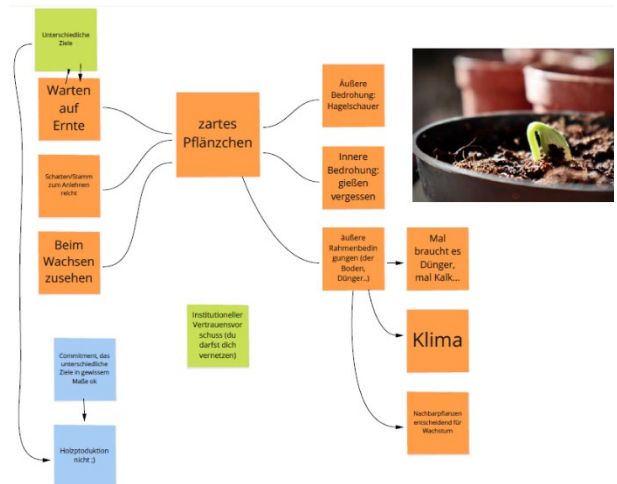 Unterschiedliche
Ziele
Warten
auf
Ernte
Schatten/Stamm
zum Anlehnen
reicht
Beim
Wachsen
zusehen
zartes
Pflänzchen
Äußere
Bedrohung:
Hagelschauer
Innere
Bedrohung:
gießen
vergessen
äußere
Rahmenbedin
gungen (der
Boden,
Dünger..)
Mal
braucht es
Dünger,
mal Kalk...
Klima
Nachbarpflanzen
entscheidend für
Wachstum
Institutioneller
Vertrauensvor
schuss (du
darfst dich
vernetzen)
Commitment, das
unterschiedliche
Ziele in gewissem
Maße ok
Holzptoduktion
nicht ;)